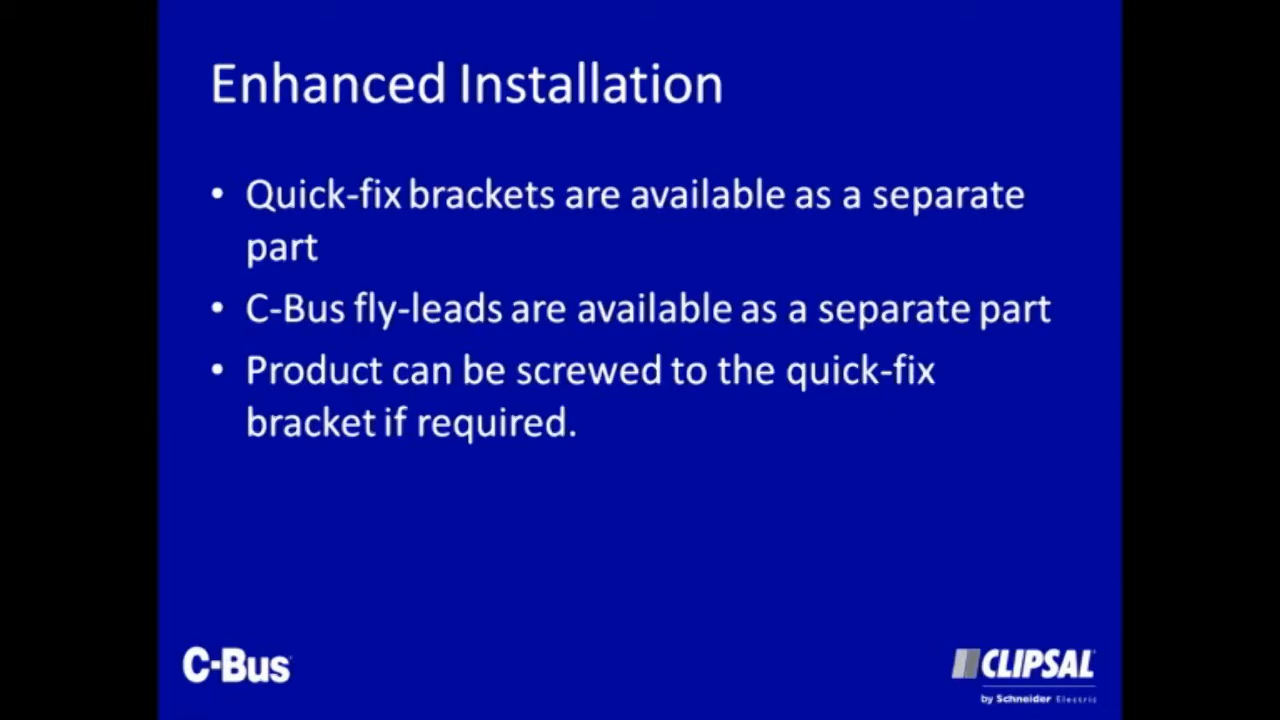 Enhanced Installation
• Quick-fix brackets are available as a separate
part
• C-Bus fly-leads are available as a separate part
• Product can be screwed to the quick-fix
bracket if required.
C-Bus
CLIPSAL
by Schneider Electric